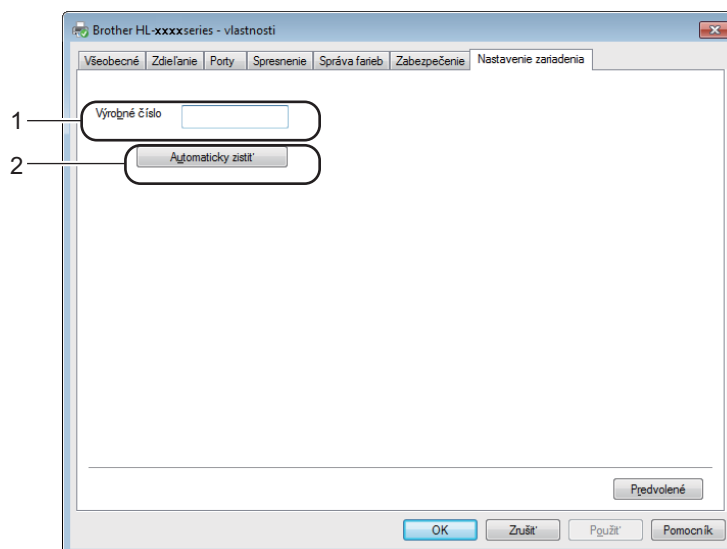 Brother HL-xxxxseries - vlastnosti
Všeobecné Zdieľanie Porty Spresnenie Správa farieb Zabezpečenie Nastavenie zariadenia
1 Výrobné číslo
2 Automaticky zistiť
Predvolené
OK Zrušiť Použiť Pomocník